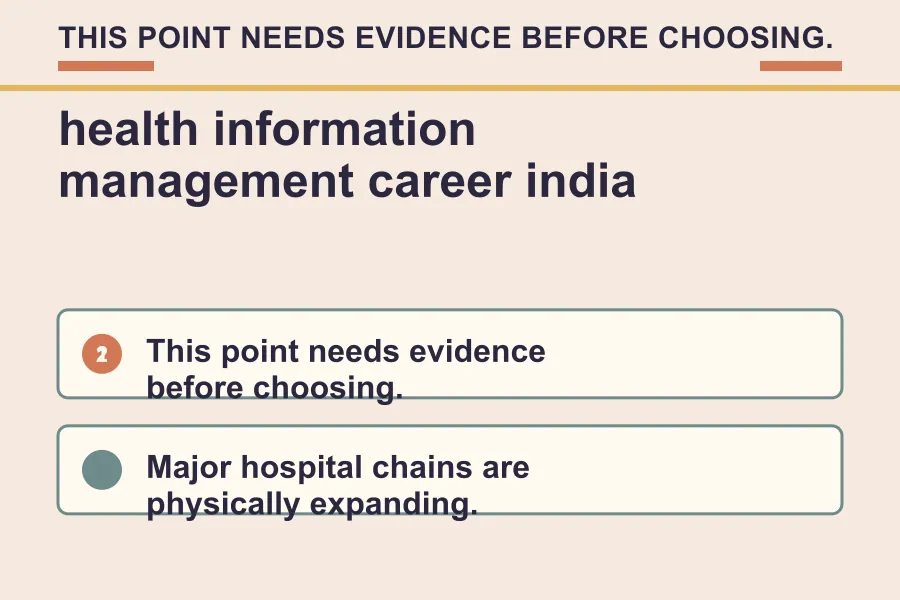 THIS POINT NEEDS EVIDENCE BEFORE CHOOSING.
health information
management career india
2
This point needs evidence
before choosing.
Major hospital chains are
physically expanding.